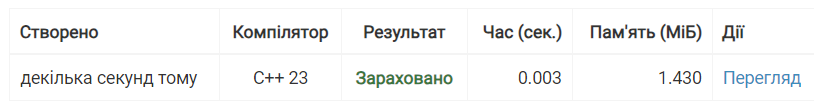 Створено Компілятор Результат Час (сек.) Пам'ять (МіБ) Дії
декілька секунд тому C++ 23 Зараховано 0.003 1.430 Перегляд